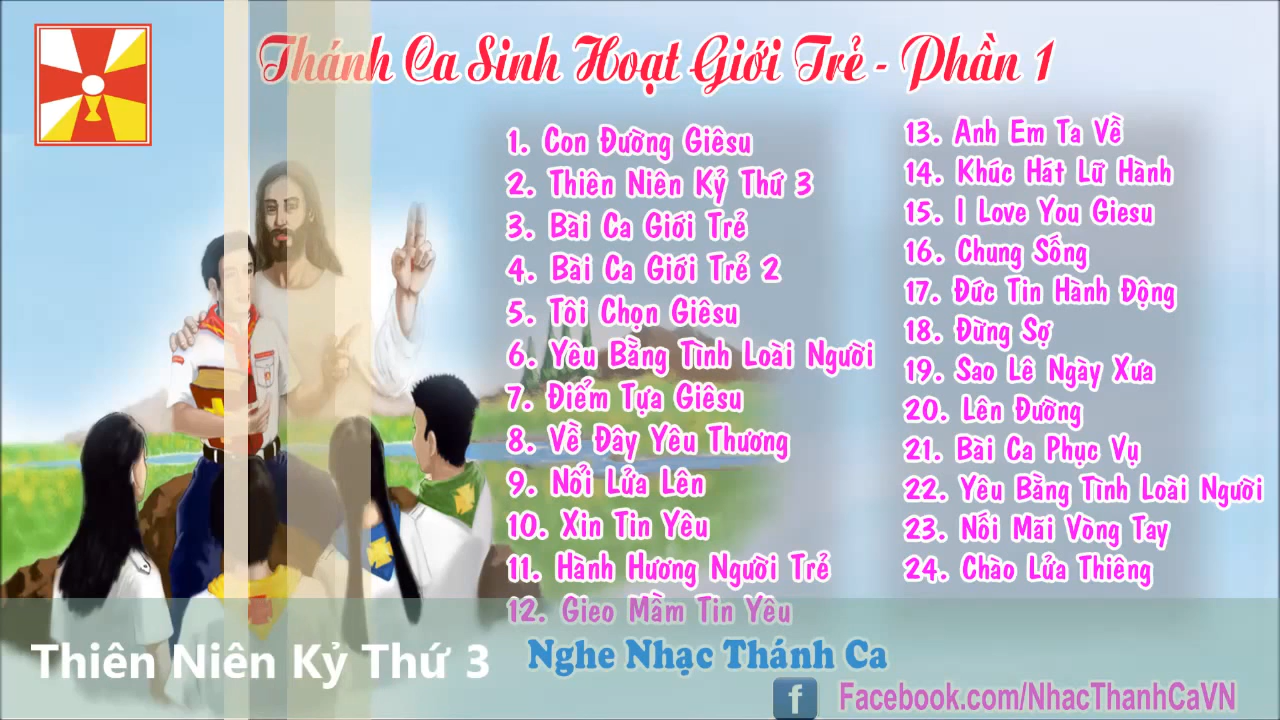 Thánh Ca Sinh Hoạt Giới Trẻ - Phần 1
1. Con Đường Giêsu
2. Thiên Niên Kỷ Thứ 3
3. Bài Ca Giới Trẻ
4. Bài Ca Giới Trẻ 2
5. Tôi Chọn Giêsu
6. Yêu Bằng Tình Loài Người
7. Điểm Tựa Giêsu
8. Về Đây Yêu Thương
9. Nổi Lửa Lên
10. Xin Tin Yêu
11. Hành Hương Người Trẻ
12. Gieo Mầm Tin Yêu
13. Anh Em Ta Về
14. Khúc Hát Lữ Hành
15. I Love You Giesu
16. Chung Sống
17. Đức Tin Hành Động
18. Đừng Sợ
19. Sao Lê Ngày Xưa
20. Lên Đường
21. Bài Ca Phục Vụ
22. Yêu Bằng Tình Loài Người
23. Nối Mãi Vòng Tay
24. Chào Lửa Thiêng
Thiên Niên Kỷ Thứ 3
Nghe Nhạc Thánh Ca
f Facebook.com/NhacThanhCaVN